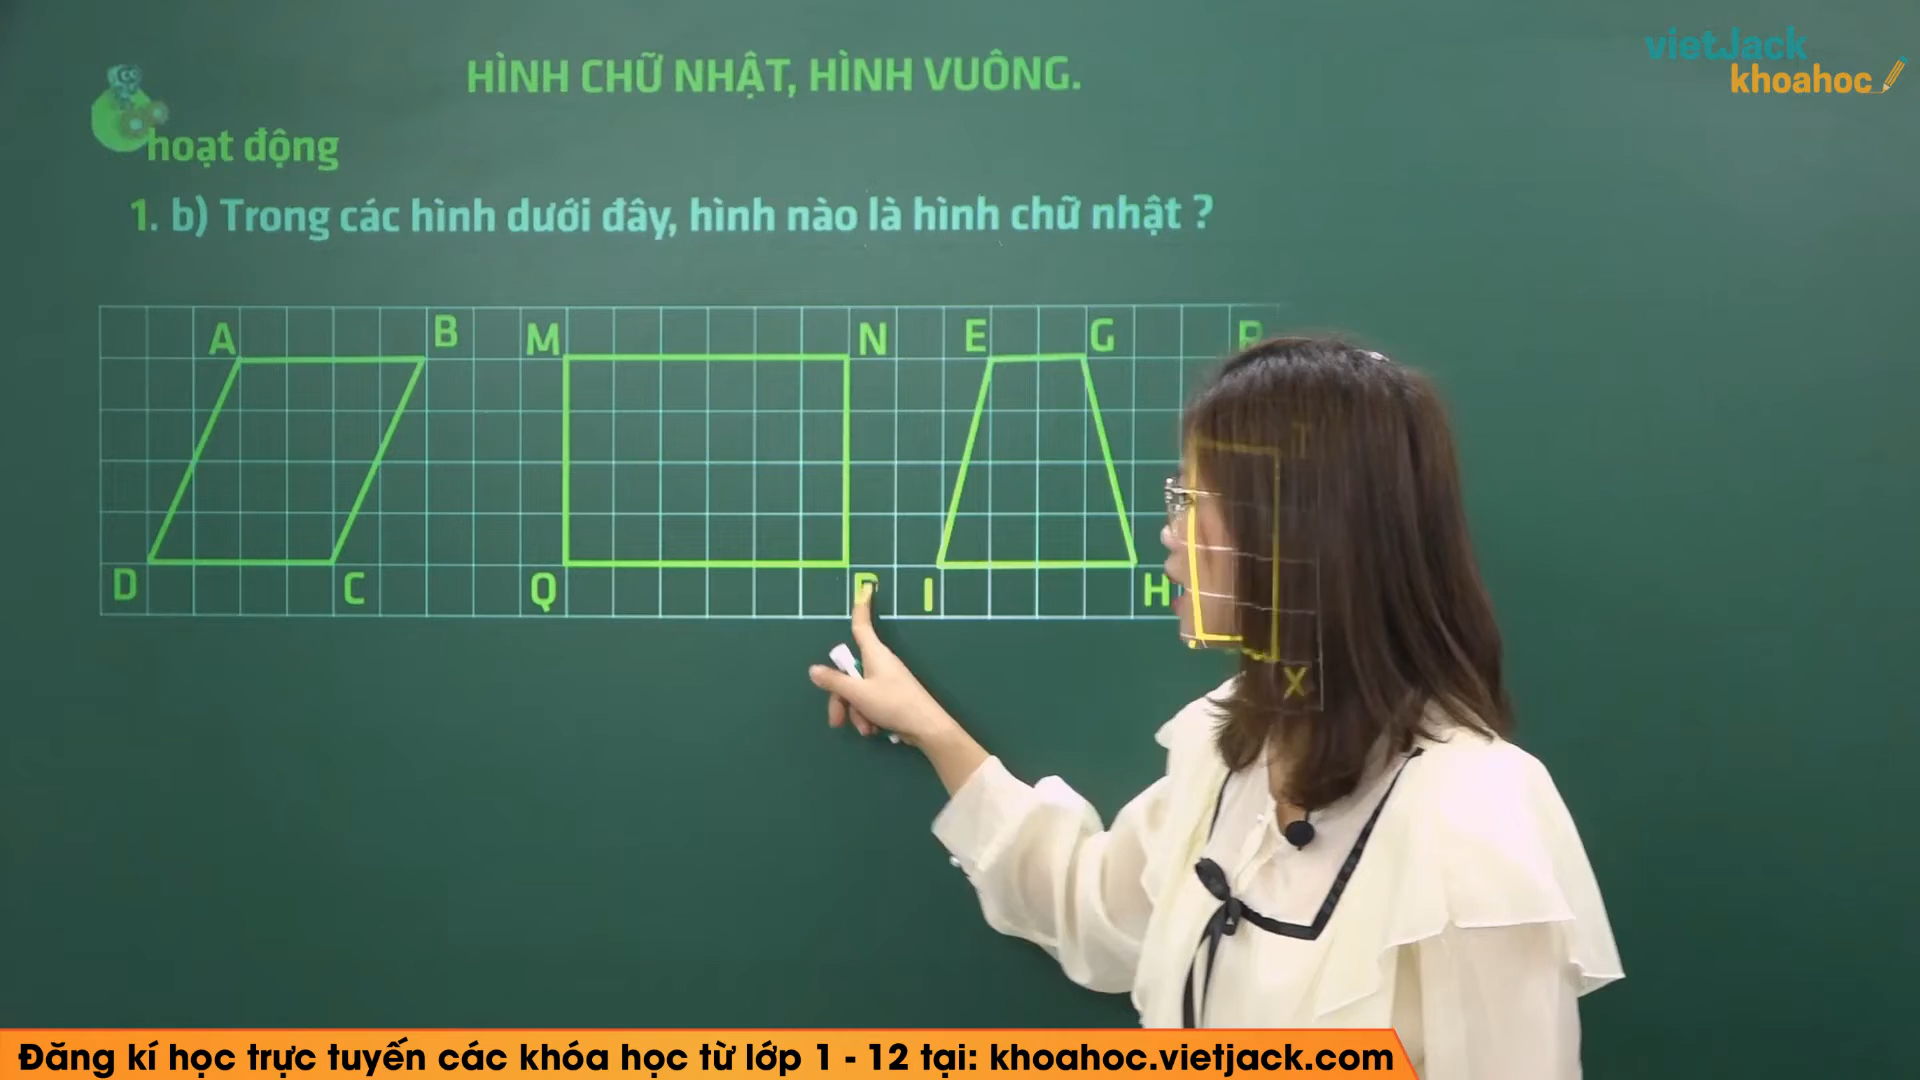 vietJack
khoahoc
HÌNH CHỮ NHẬT, HÌNH VUÔNG.
hoạt động
1. b) Trong các hình dưới đây, hình nào là hình chữ nhật ?
A B M N E G
T
D C Q P I H
X
Đăng kí học trực tuyến các khóa học từ lớp 1 - 12 tại: khoahoc.vietjack.com